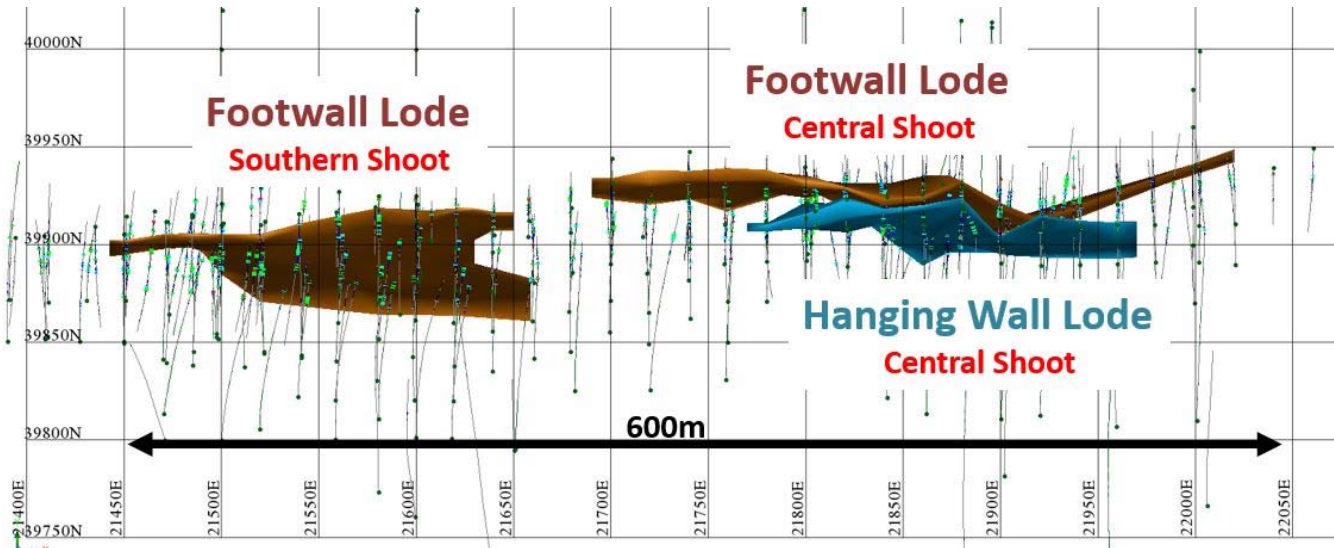 40000N
39950N
39900N
39850N
39800N
39750N
Footwall Lode
Southern Shoot
Footwall Lode
Central Shoot
Hanging Wall Lode
Central Shoot
600m
21400E
21450E
21500E
21550E
21600E
21650E
21700E
21750E
21800E
21850E
21900E
21950E
22000E
22050E